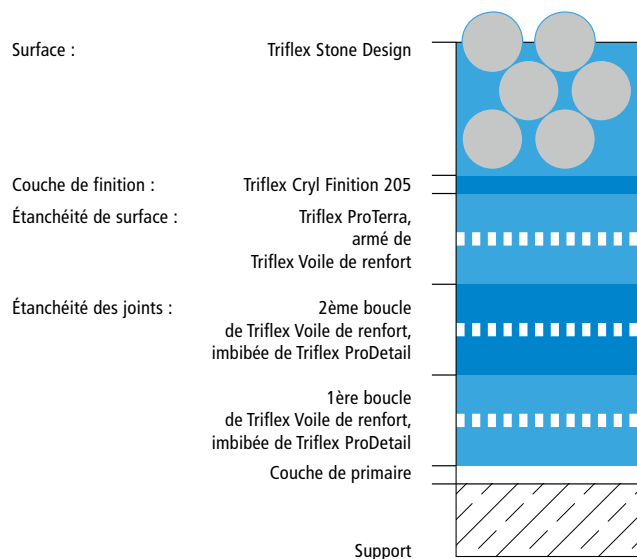 Surface : Triflex Stone Design
Couche de finition : Triflex Cryl Finition 205
Étanchéité de surface : Triflex ProTerra,
armé de
Triflex Voile de renfort
Étanchéité des joints : 2ème boucle
de Triflex Voile de renfort,
imbibée de Triflex ProDetail
1ère boucle
de Triflex Voile de renfort,
imbibée de Triflex ProDetail
Couche de primaire
Support